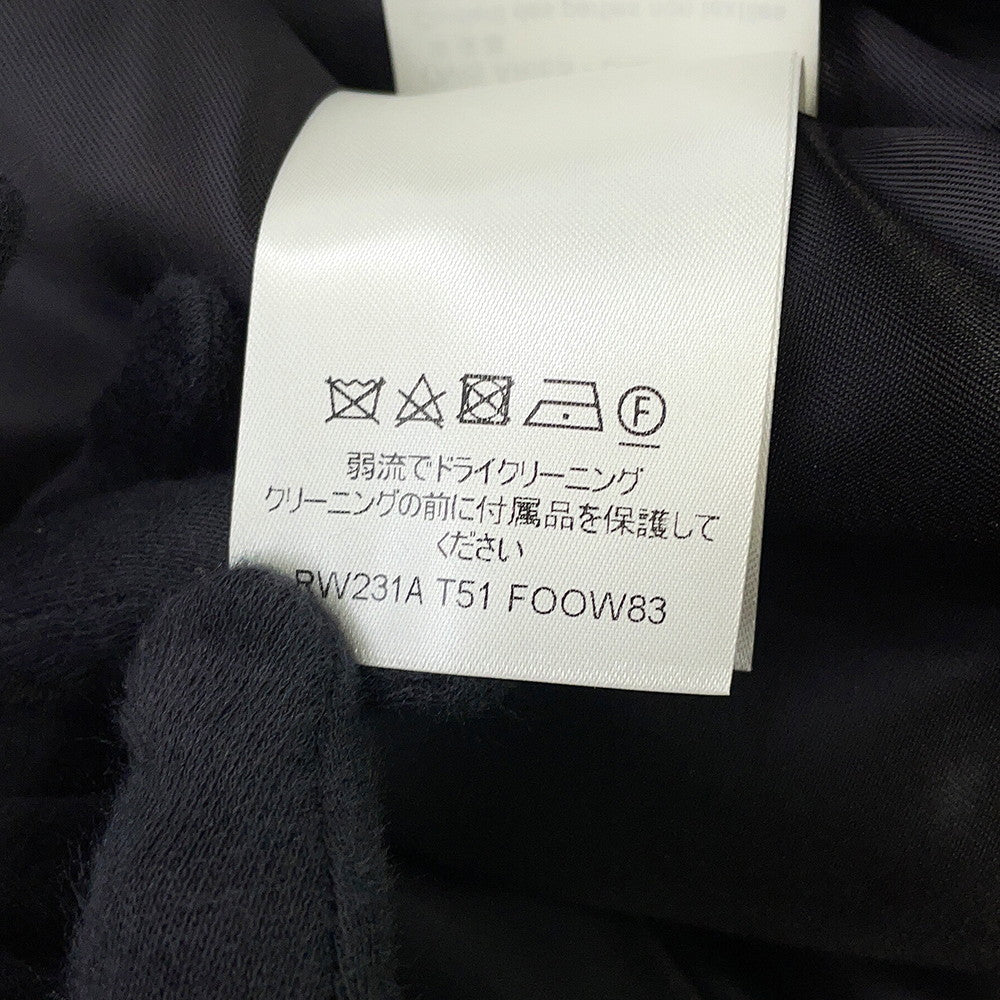 F
弱流でドライクリーニング
クリーニングの前に付属品を保護して
ください
RW231A T51 FOOW83